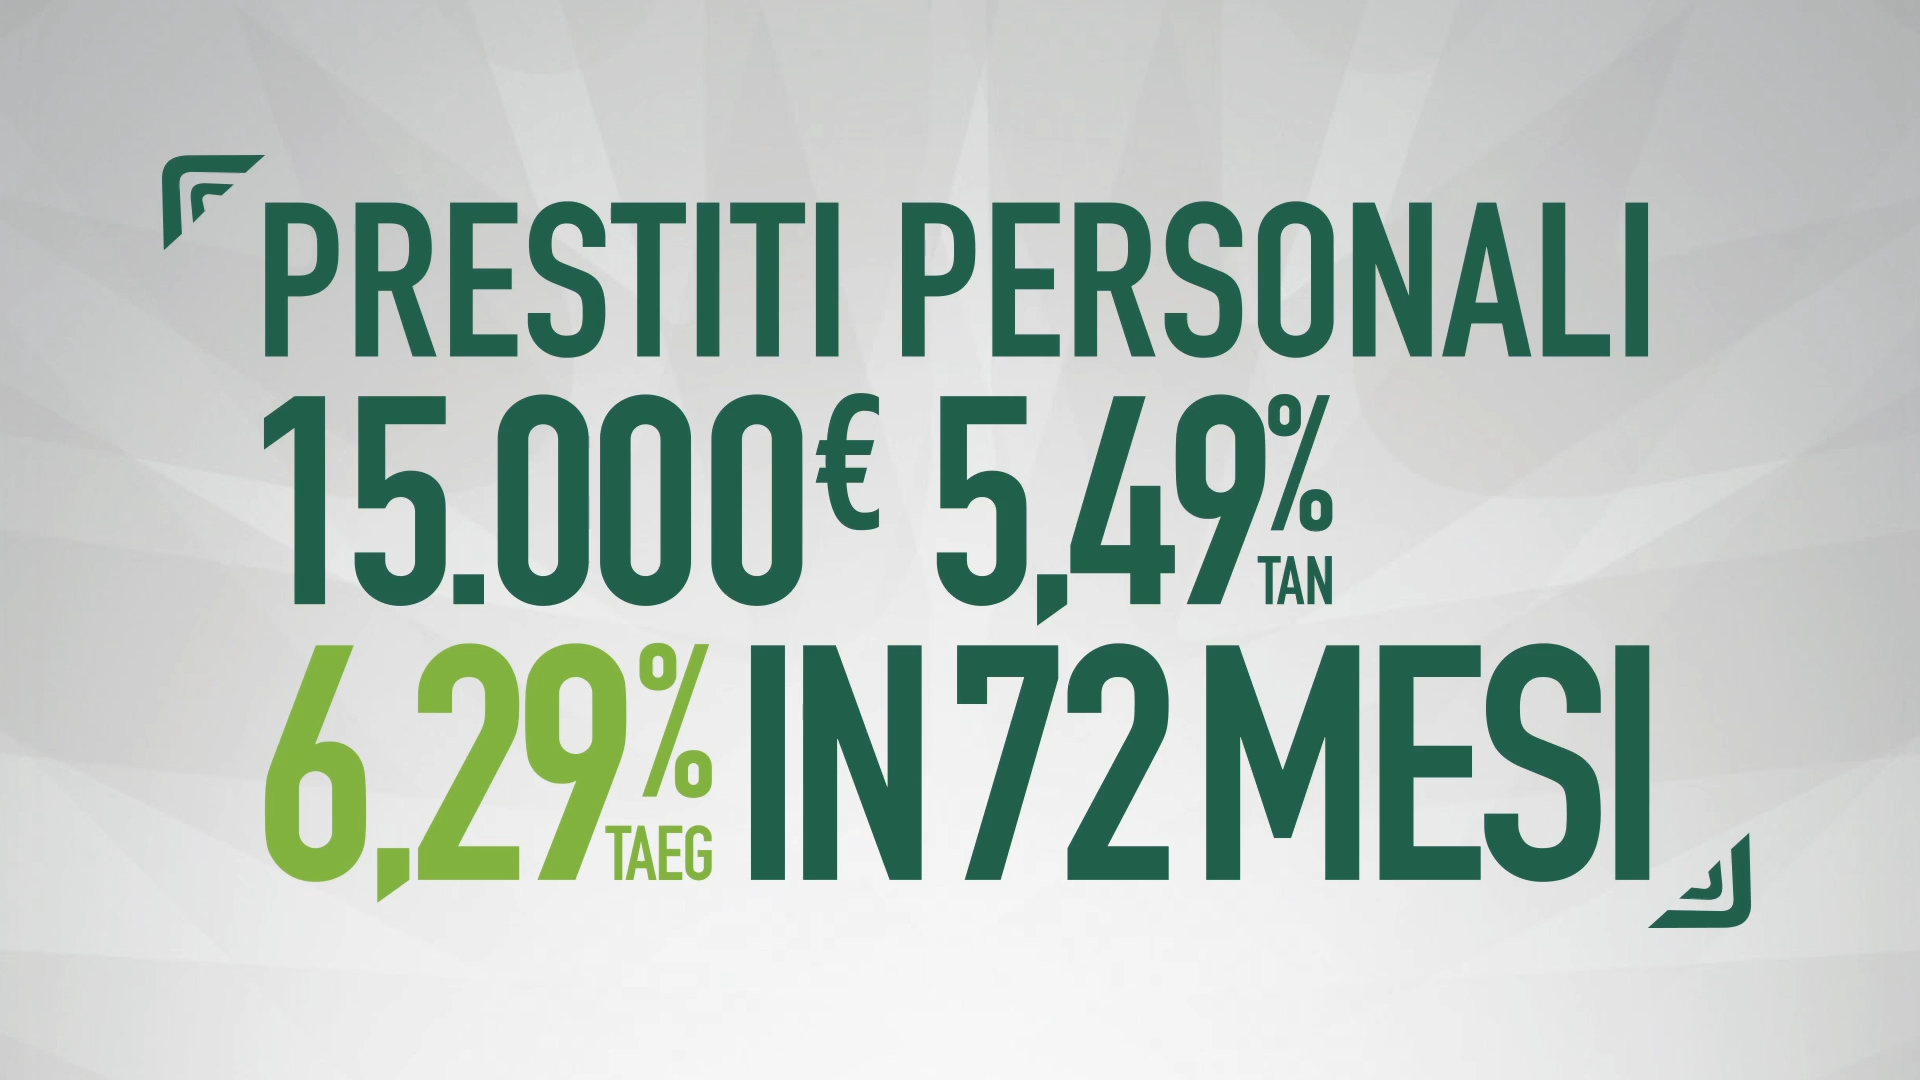 PRESTITI PERSONALI
15.000€ 5,49% TAN
6,29% TAEG IN 72 MESI